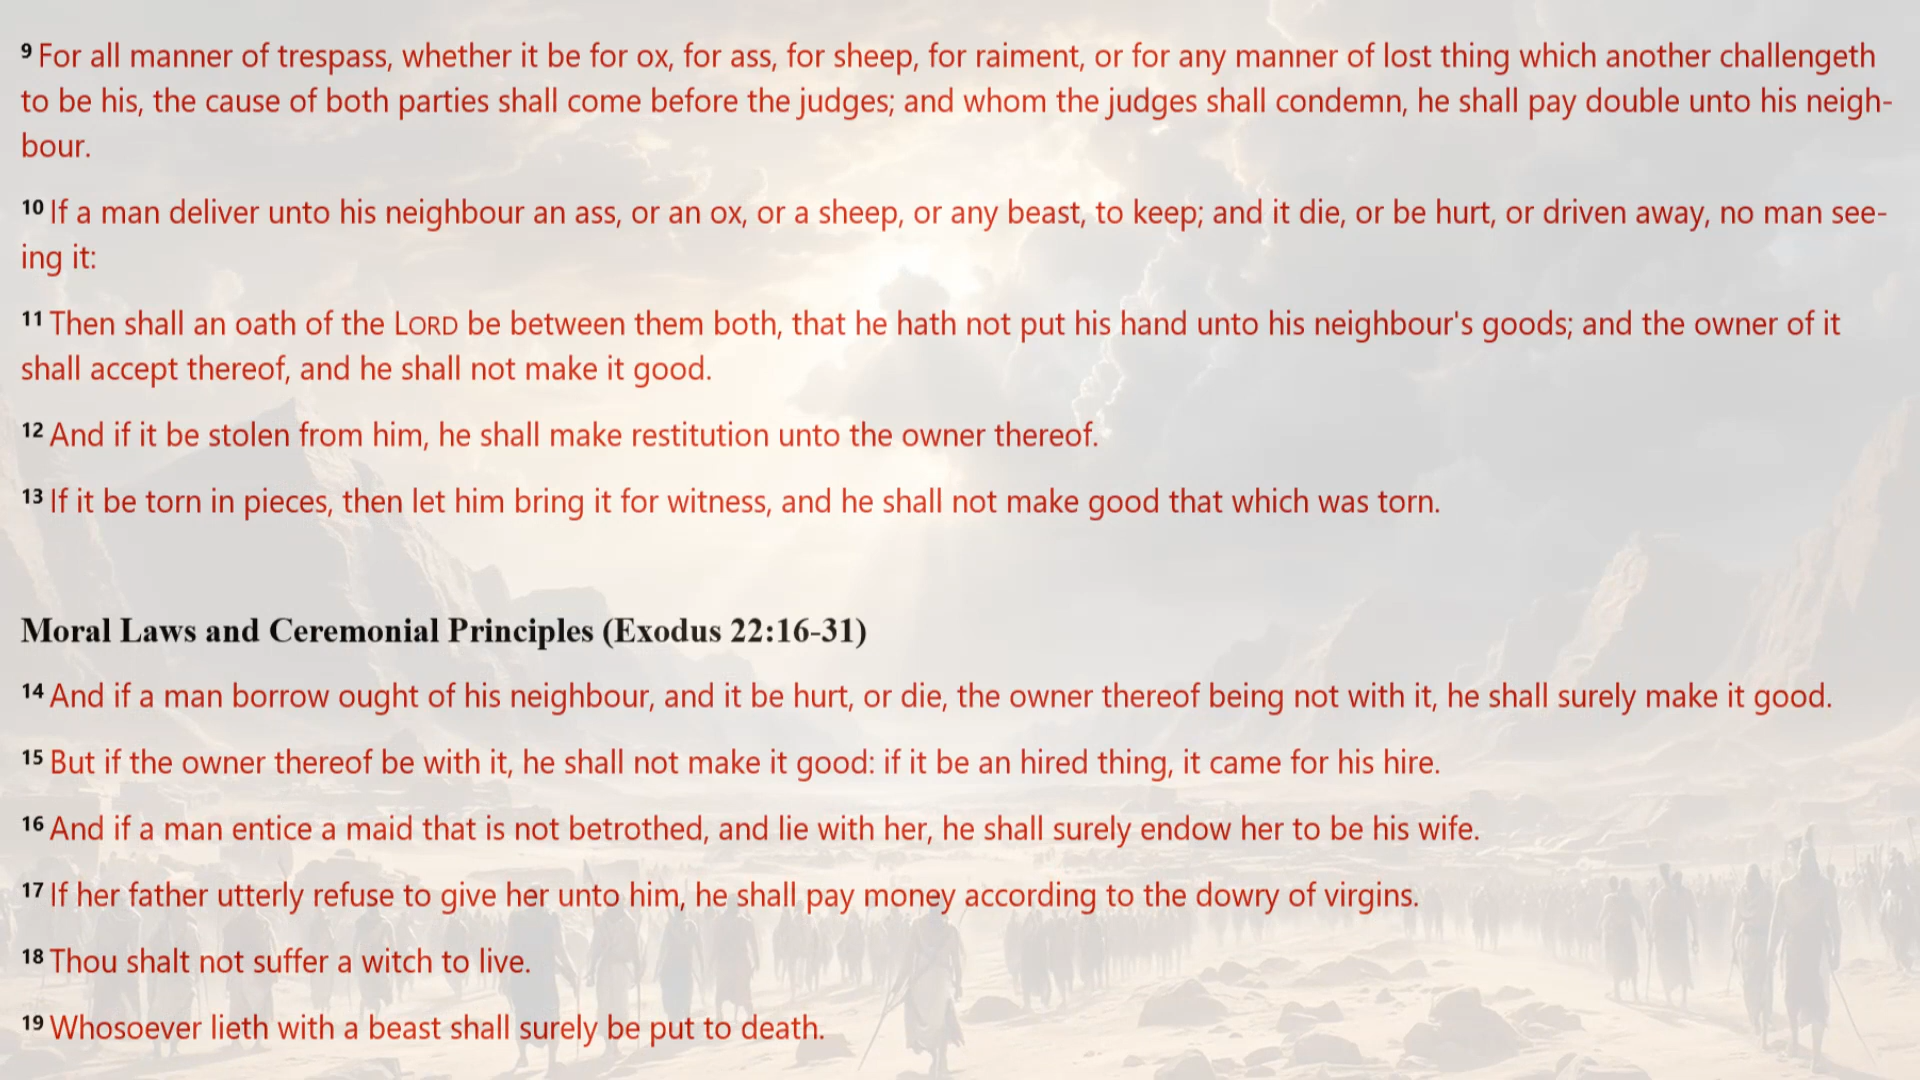 9 For all manner of trespass, whether it be for ox, for ass, for sheep, for raiment, or for any manner of lost thing which another challengeth
to be his, the cause of both parties shall come before the judges; and whom the judges shall condemn, he shall pay double unto his neigh-
bour.
10 If a man deliver unto his neighbour an ass, or an ox, or a sheep, or any beast, to keep; and it die, or be hurt, or driven away, no man see-
ing it:
11 Then shall an oath of the LORD be between them both, that he hath not put his hand unto his neighbour's goods; and the owner of it
shall accept thereof, and he shall not make it good.
12 And if it be stolen from him, he shall make restitution unto the owner thereof.
13 If it be torn in pieces, then let him bring it for witness, and he shall not make good that which was torn.
Moral Laws and Ceremonial Principles (Exodus 22:16-31)
14 And if a man borrow ought of his neighbour, and it be hurt, or die, the owner thereof being not with it, he shall surely make it good.
15 But if the owner thereof be with it, he shall not make it good: if it be an hired thing, it came for his hire.
16 And if a man entice a maid that is not betrothed, and lie with her, he shall surely endow her to be his wife.
17 If her father utterly refuse to give her unto him, he shall pay money according to the dowry of virgins.
18 Thou shalt not suffer a witch to live.
19 Whosoever lieth with a beast shall surely be put to death.